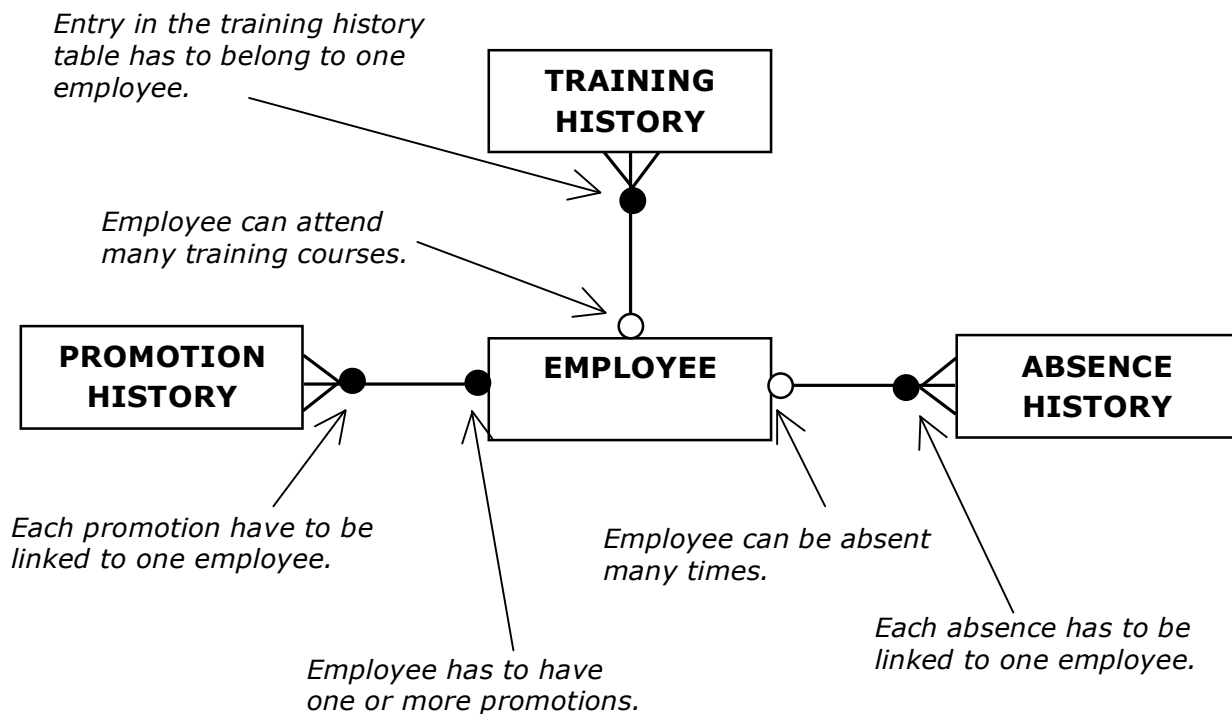 Entry in the training history
table has to belong to one
employee.
TRAINING
HISTORY
Employee can attend
many training courses.
PROMOTION
HISTORY
EMPLOYEE
ABSENCE
HISTORY
Each promotion have to be
linked to one employee.
Employee can be absent
many times.
Each absence has to be
linked to one employee.
Employee has to have
one or more promotions.